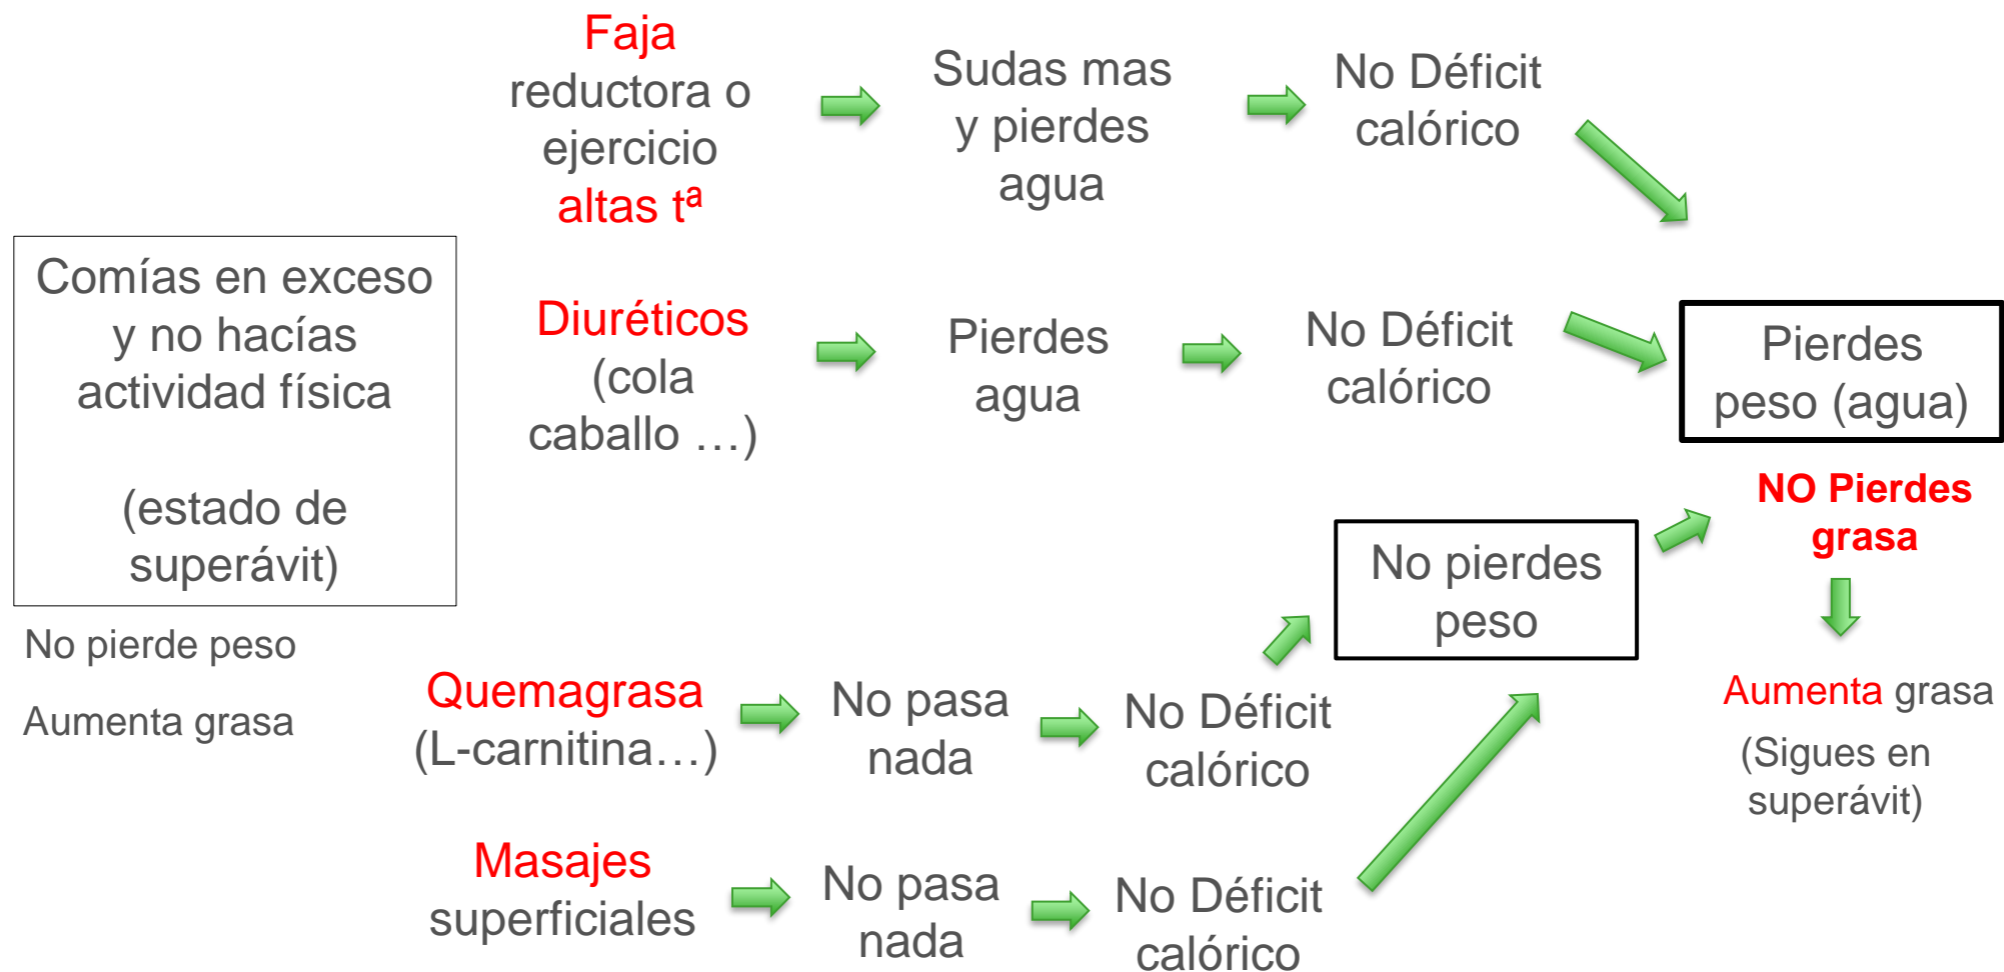 Faja
reductora o
ejercicio
altas tª
Sudas mas
y pierdes
agua
No Déficit
calórico
Comías en exceso
y no hacías
actividad física
(estado de
superávit)
No pierde peso
Aumenta grasa
Diuréticos
(cola
caballo …)
Pierdes
agua
No Déficit
calórico
Pierdes
peso (agua)
NO Pierdes
grasa
Aumenta grasa
(Sigues en
superávit)
No pierdes
peso
Quemagrasa
(L-carnitina…)
No pasa
nada
No Déficit
calórico
Masajes
superficiales
No pasa
nada
No Déficit
calórico